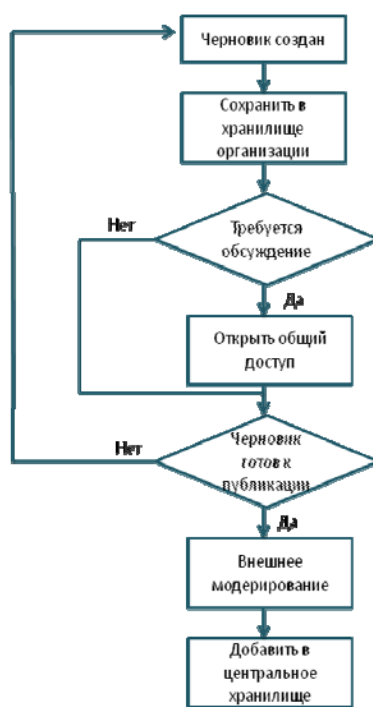 Черновик создан
Сохранить в
хранилище
организации
Нет
Требуется
обсуждение
Да
Открыть общий
доступ
Нет
Черновик
готов к
публикации
Да
Внешнее
модерирование
Добавить в
центральное
хранилище